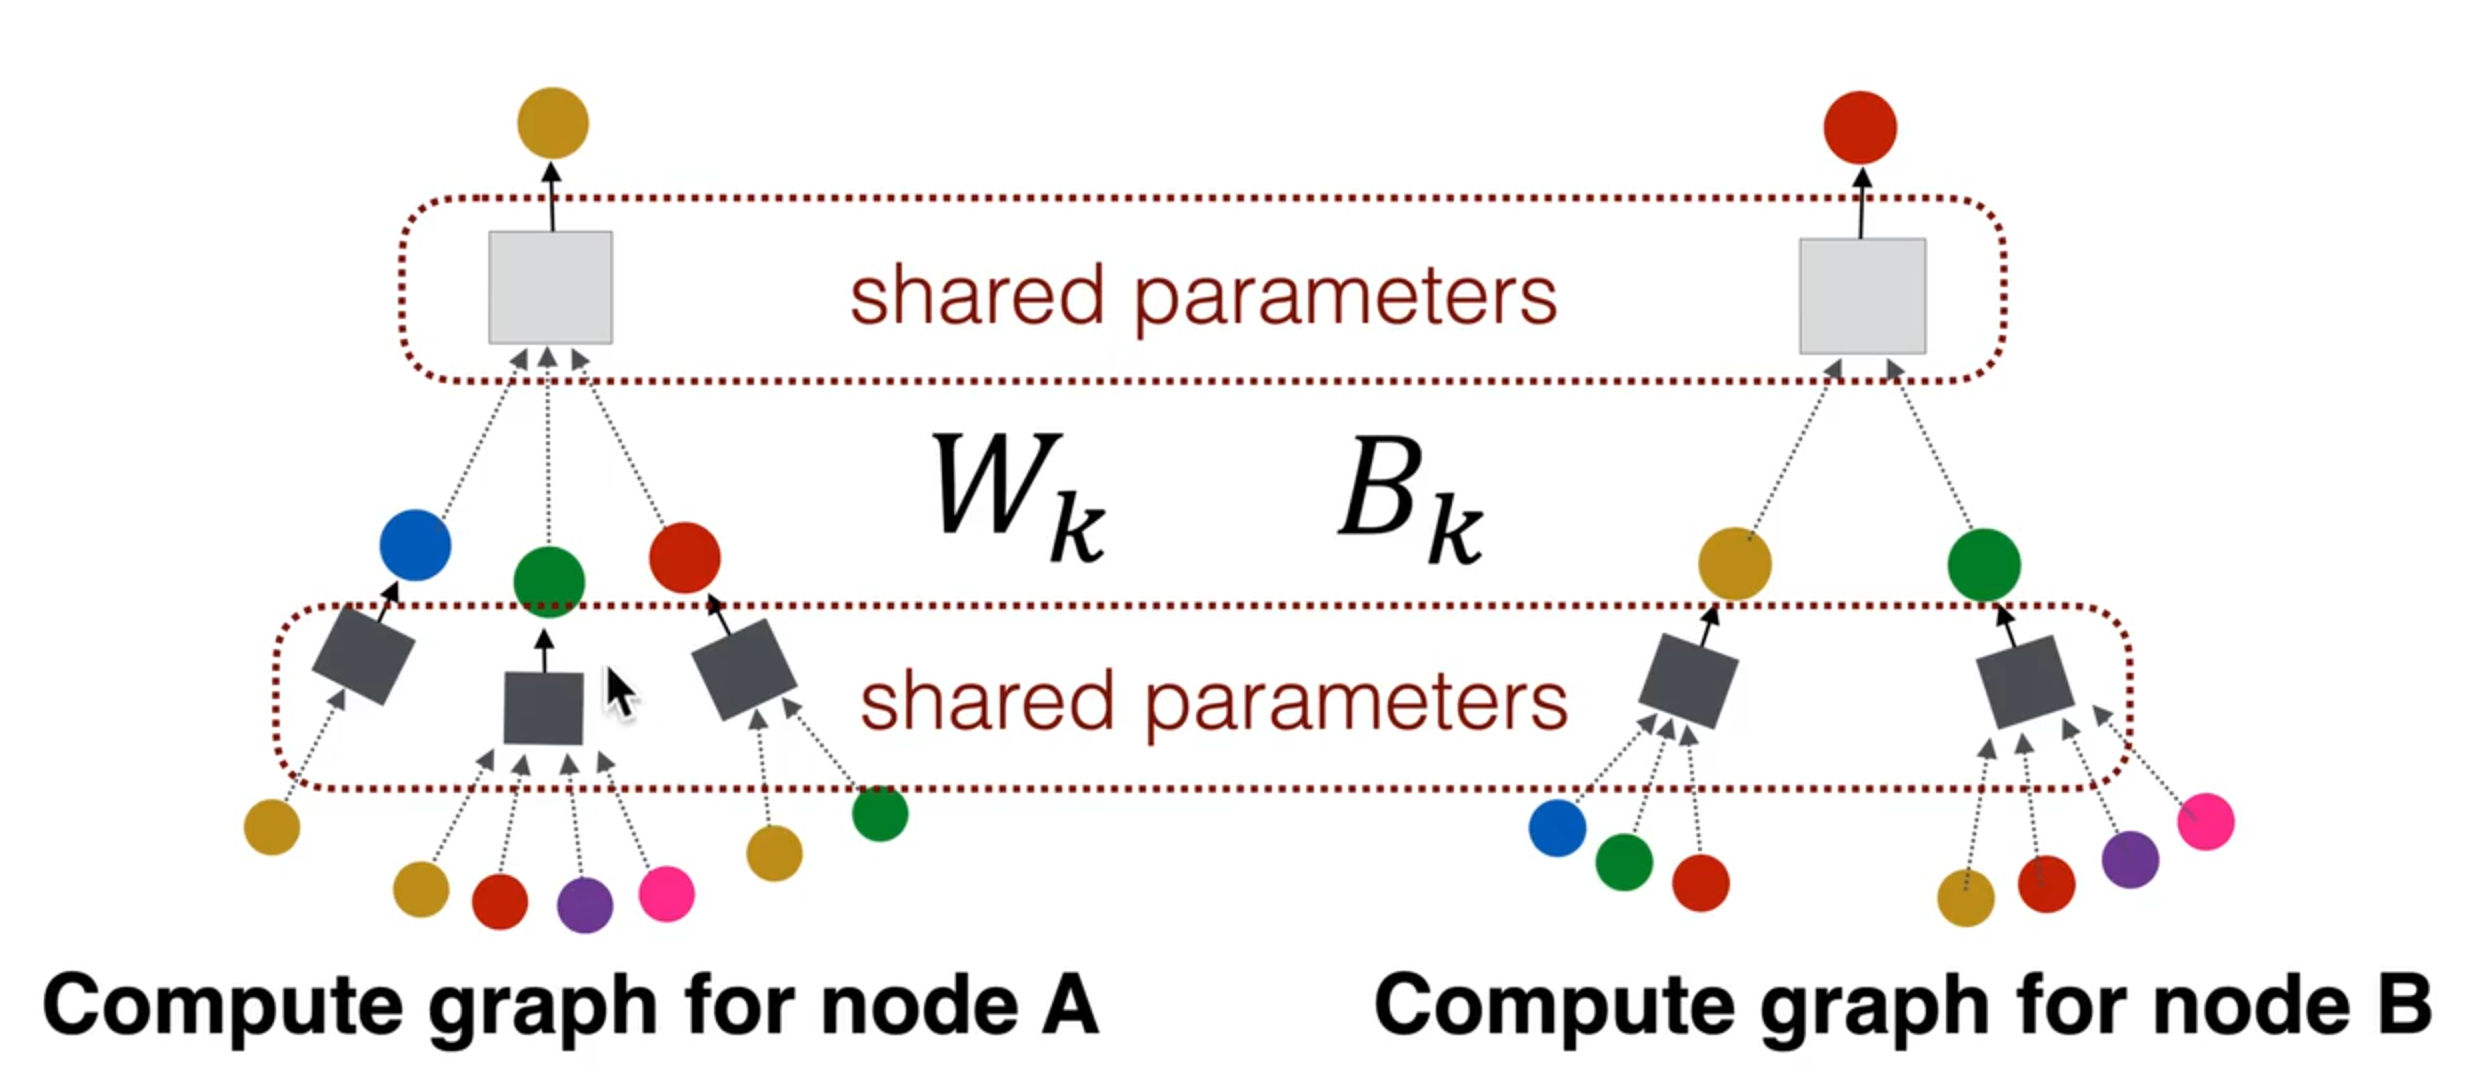 shared parameters
W_k B_k
shared parameters
Compute graph for node A
Compute graph for node B